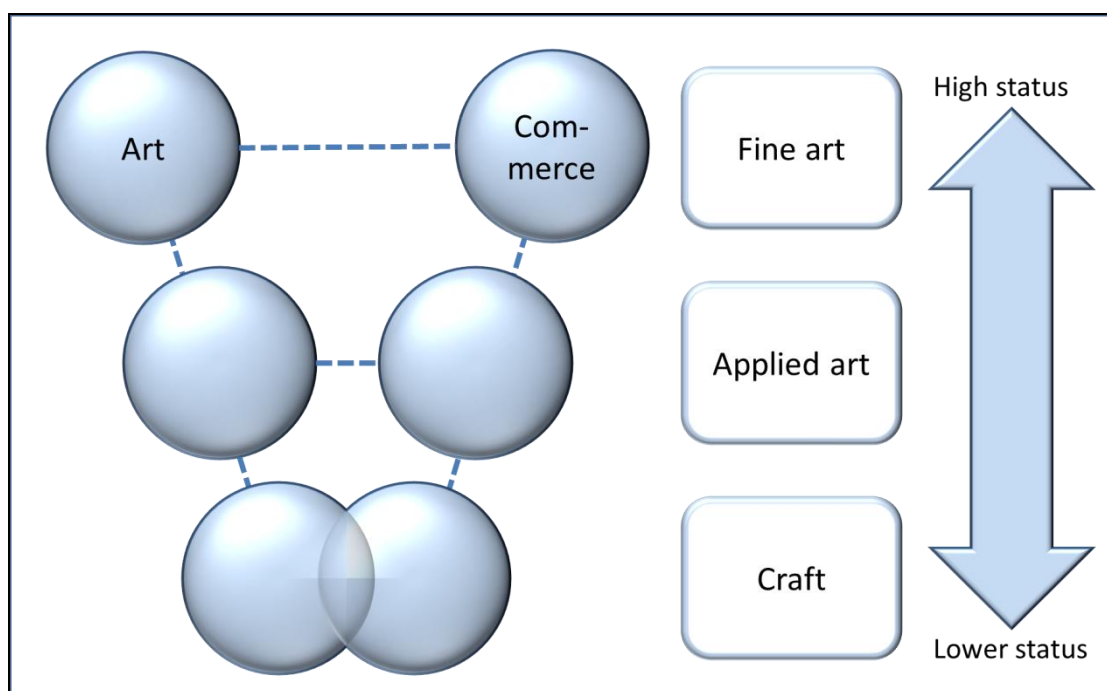 Art
Com-
merce
Fine art
High status
Applied art
Craft
Lower status